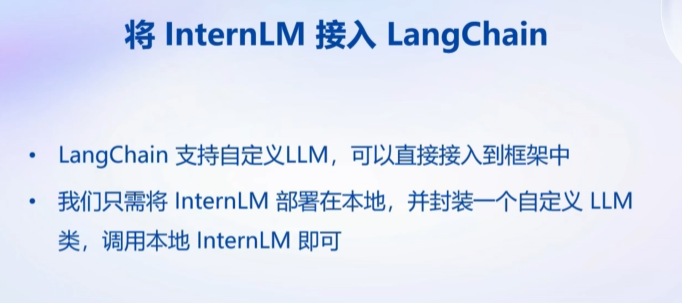 将 InternLM 接入 LangChain
• LangChain 支持自定义LLM，可以直接接入到框架中
• 我们只需将 InternLM 部署在本地，并封装一个自定义 LLM
类，调用本地 InternLM 即可